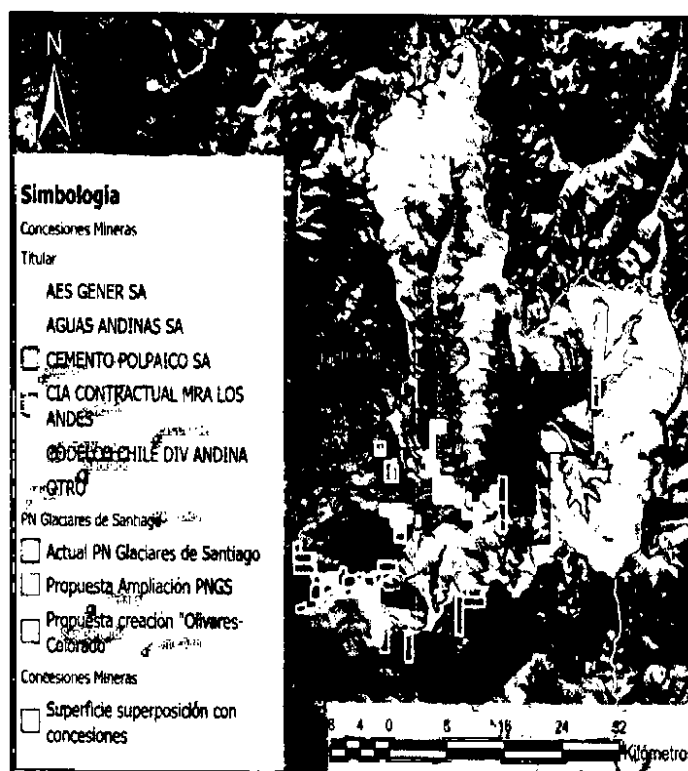 N
Simbología
Concesiones Mineras
Titular
AES GENER SA
AGUAS ANDINAS SA
CEMENTO POLPAICO SA
CIA CONTRACTUAL MRA LOS
ANDES
CODELCO CHILE DIV ANDINA
OTRO
PN Glaciares de Santiago
Actual PN Glaciares de Santiago
Propuesta Ampliación PNGS
Propuesta creación "Olivares-
Colorado"
Concesiones Mineras
Superficie superposición con
concesiones
8 4 0 8 16 24 32
Kilómetro